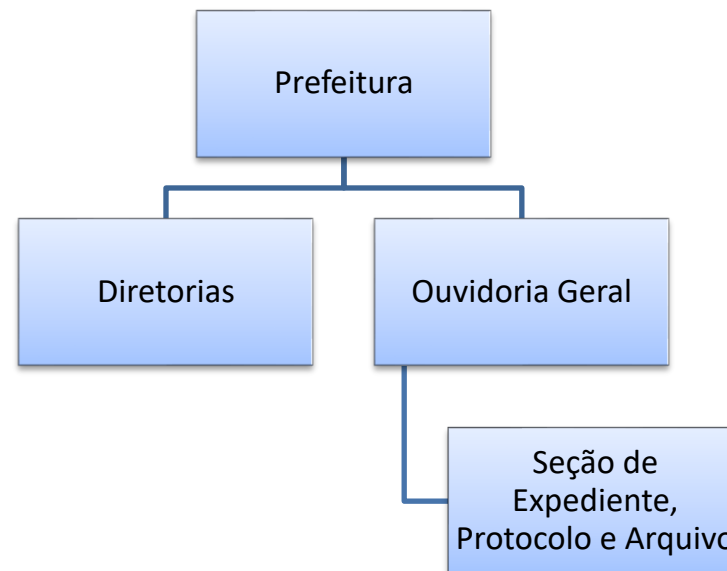 Prefeitura
Diretorias
Ouvidoria Geral
Seção de
Expediente,
Protocolo e Arquivo